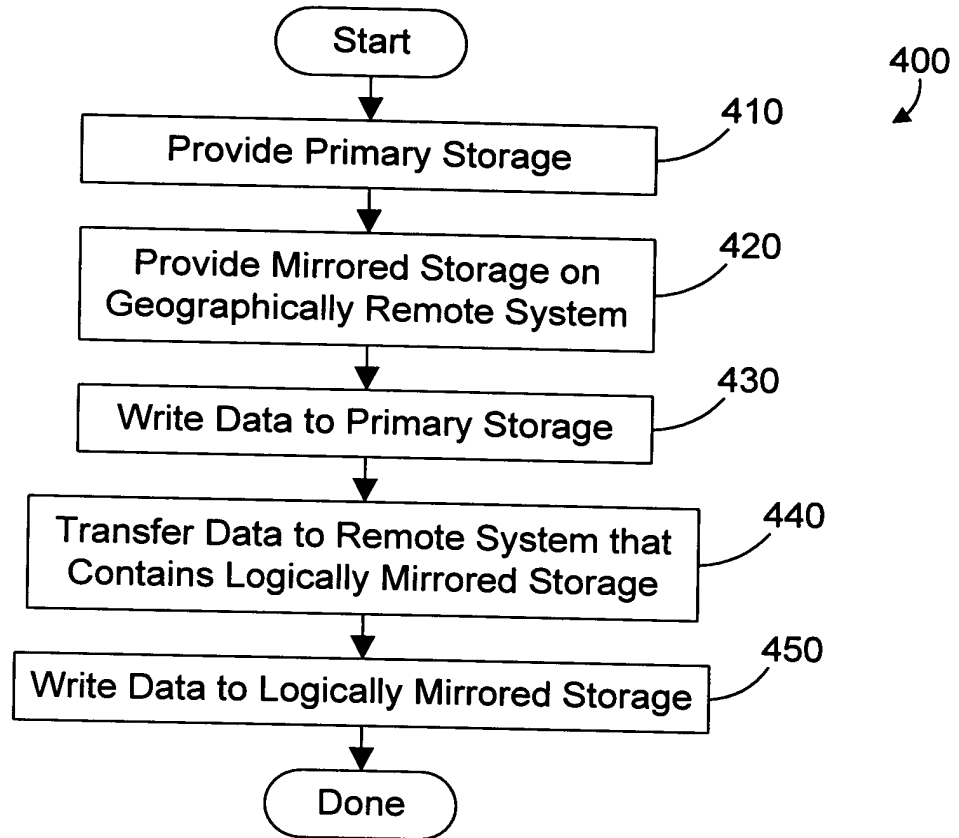 Start
400
410
Provide Primary Storage
420
Provide Mirrored Storage on
Geographically Remote System
430
Write Data to Primary Storage
440
Transfer Data to Remote System that
Contains Logically Mirrored Storage
450
Write Data to Logically Mirrored Storage
Done